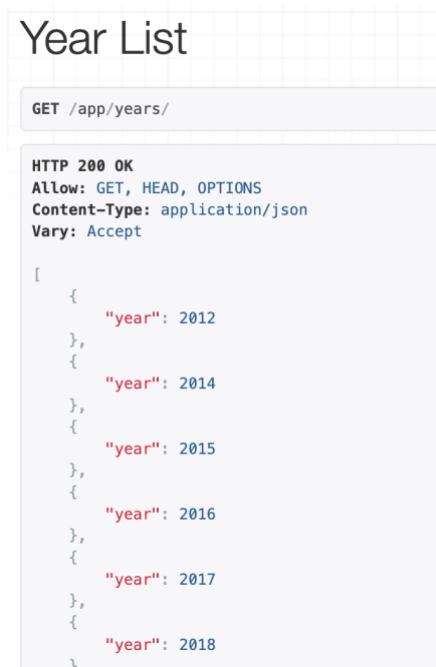 Year List
GET /app/years/
HTTP 200 OK
Allow: GET, HEAD, OPTIONS
Content-Type: application/json
Vary: Accept
[
    {
        "year": 2012
    },
    {
        "year": 2014
    },
    {
        "year": 2015
    },
    {
        "year": 2016
    },
    {
        "year": 2017
    },
    {
        "year": 2018
    }